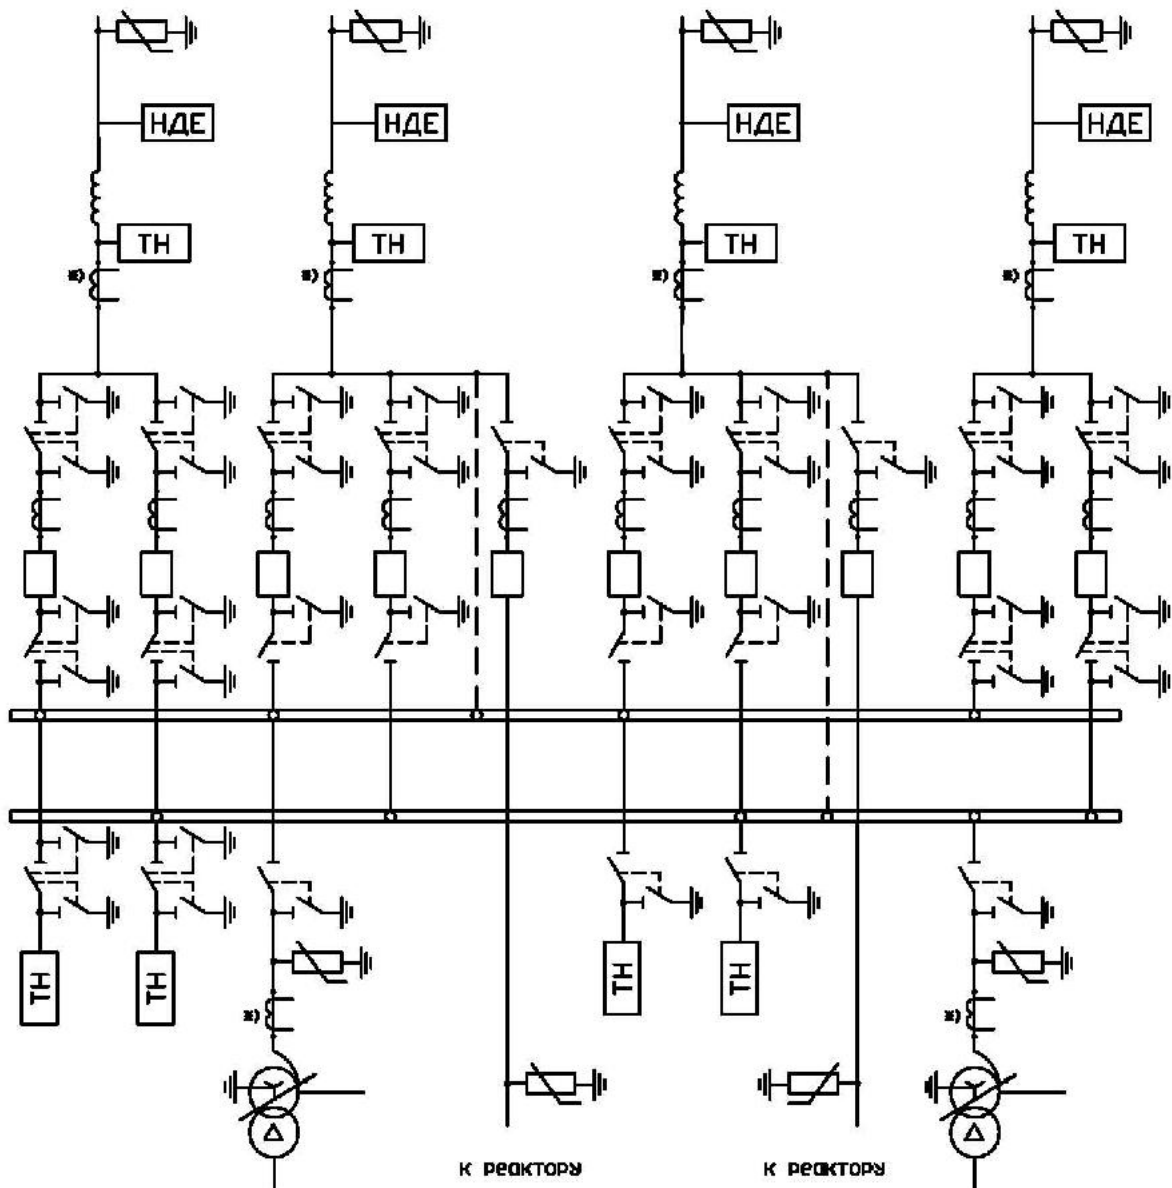 НДЕ НДЕ НДЕ НДЕ
ТН ТН ТН ТН
ж) ж) ж) ж)
ТН ТН ТН ТН
ж) ж)
К РЕАКТОРУ К РЕАКТОРУ